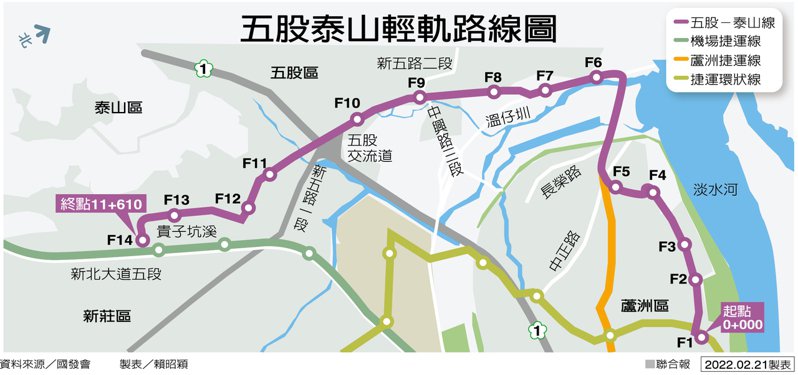 五股泰山輕軌路線圖
北
五股－泰山線
機場捷運線
蘆洲捷運線
捷運環狀線
1
五股區
新五路二段
泰山區
F6
F7
F8
F9
F10
溫仔圳
中興路三段
五股
交流道
F11
新五路一段
長榮路
F5
F4
淡水河
終點11+610
F13
F12
F14
貴子坑溪
中正路
F3
新北大道五段
F2
新莊區
蘆洲區
起點
0+000
1
F1
資料來源／國發會
製表／賴昭穎
聯合報
2022.02.21製表